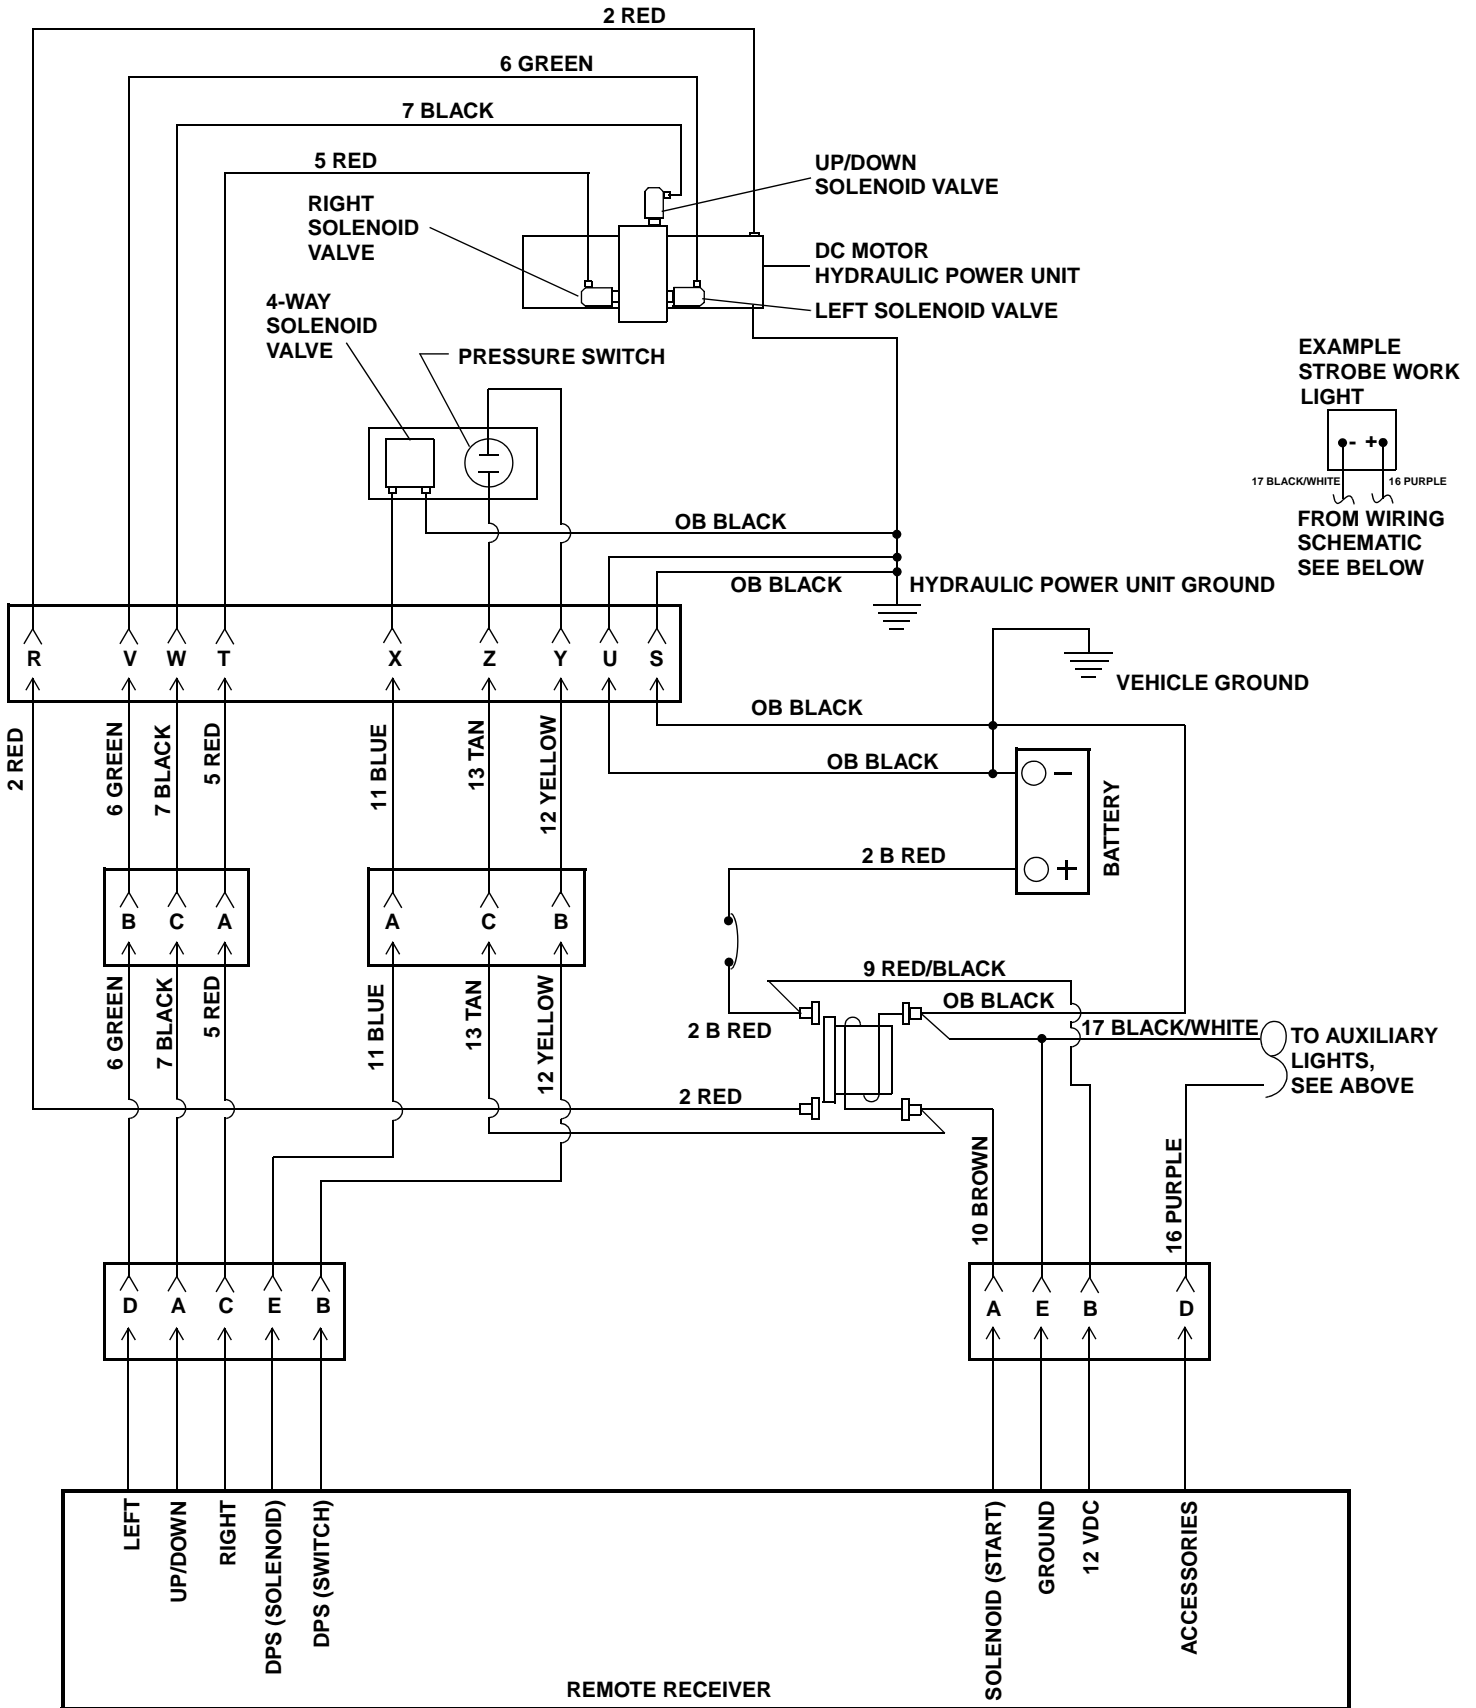 2 RED
6 GREEN
7 BLACK
5 RED
UP/DOWN
SOLENOID VALVE
RIGHT
SOLENOID
VALVE
DC MOTOR
HYDRAULIC POWER UNIT
LEFT SOLENOID VALVE
4-WAY
SOLENOID
VALVE
PRESSURE SWITCH
EXAMPLE
STROBE WORK
LIGHT
- +
17 BLACK/WHITE
16 PURPLE
FROM WIRING
SCHEMATIC
SEE BELOW
OB BLACK
OB BLACK
HYDRAULIC POWER UNIT GROUND
R V W T X Z Y U S
VEHICLE GROUND
OB BLACK
OB BLACK
2 RED
6 GREEN
7 BLACK
5 RED
11 BLUE
13 TAN
12 YELLOW
- +
BATTERY
2 B RED
B C A
A C B
6 GREEN
7 BLACK
5 RED
11 BLUE
13 TAN
12 YELLOW
9 RED/BLACK
OB BLACK
2 B RED
17 BLACK/WHITE
TO AUXILIARY
LIGHTS,
SEE ABOVE
2 RED
10 BROWN
16 PURPLE
D A C E B
A E B D
LEFT
UP/DOWN
RIGHT
DPS (SOLENOID)
DPS (SWITCH)
SOLENOID (START)
GROUND
12 VDC
ACCESSORIES
REMOTE RECEIVER